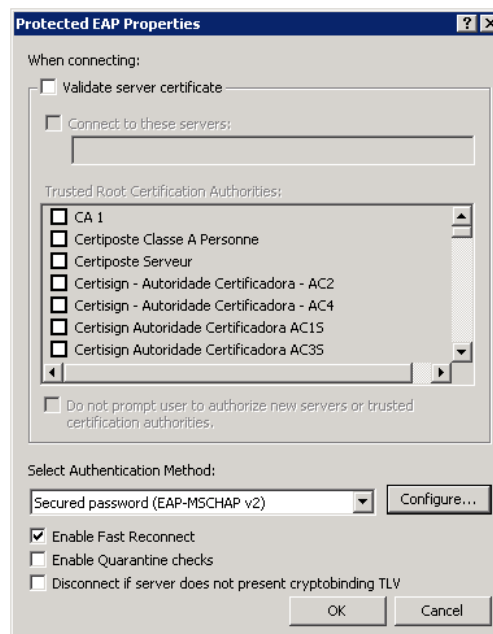 Protected EAP Properties
When connecting:
Validate server certificate
Connect to these servers:
Trusted Root Certification Authorities:
CA 1
Certiposte Classe A Personne
Certiposte Serveur
Certisign - Autoridade Certificadora - AC2
Certisign - Autoridade Certificadora - AC4
Certisign Autoridade Certificadora AC1S
Certisign Autoridade Certificadora AC3S
Do not prompt user to authorize new servers or trusted
certification authorities.
Select Authentication Method:
Secured password (EAP-MSCHAP v2)
Configure...
Enable Fast Reconnect
Enable Quarantine checks
Disconnect if server does not present cryptobinding TLV
OK Cancel